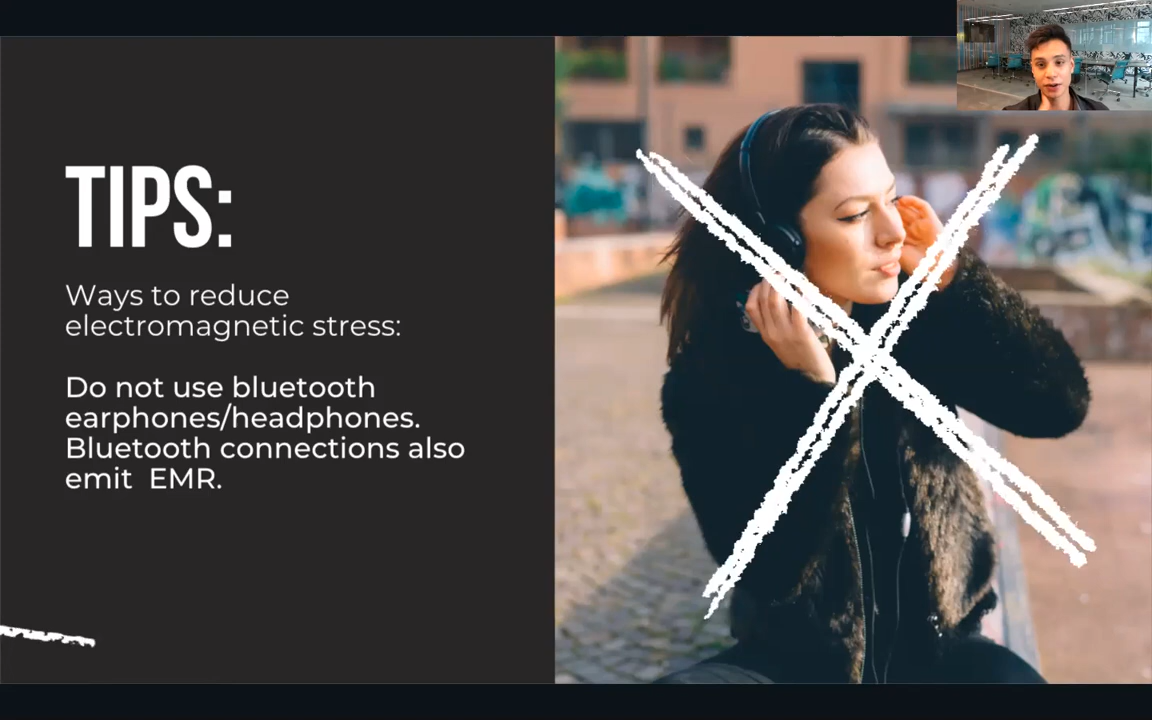 TIPS:
Ways to reduce
electromagnetic stress:
Do not use bluetooth
earphones/headphones.
Bluetooth connections also
emit  EMR.